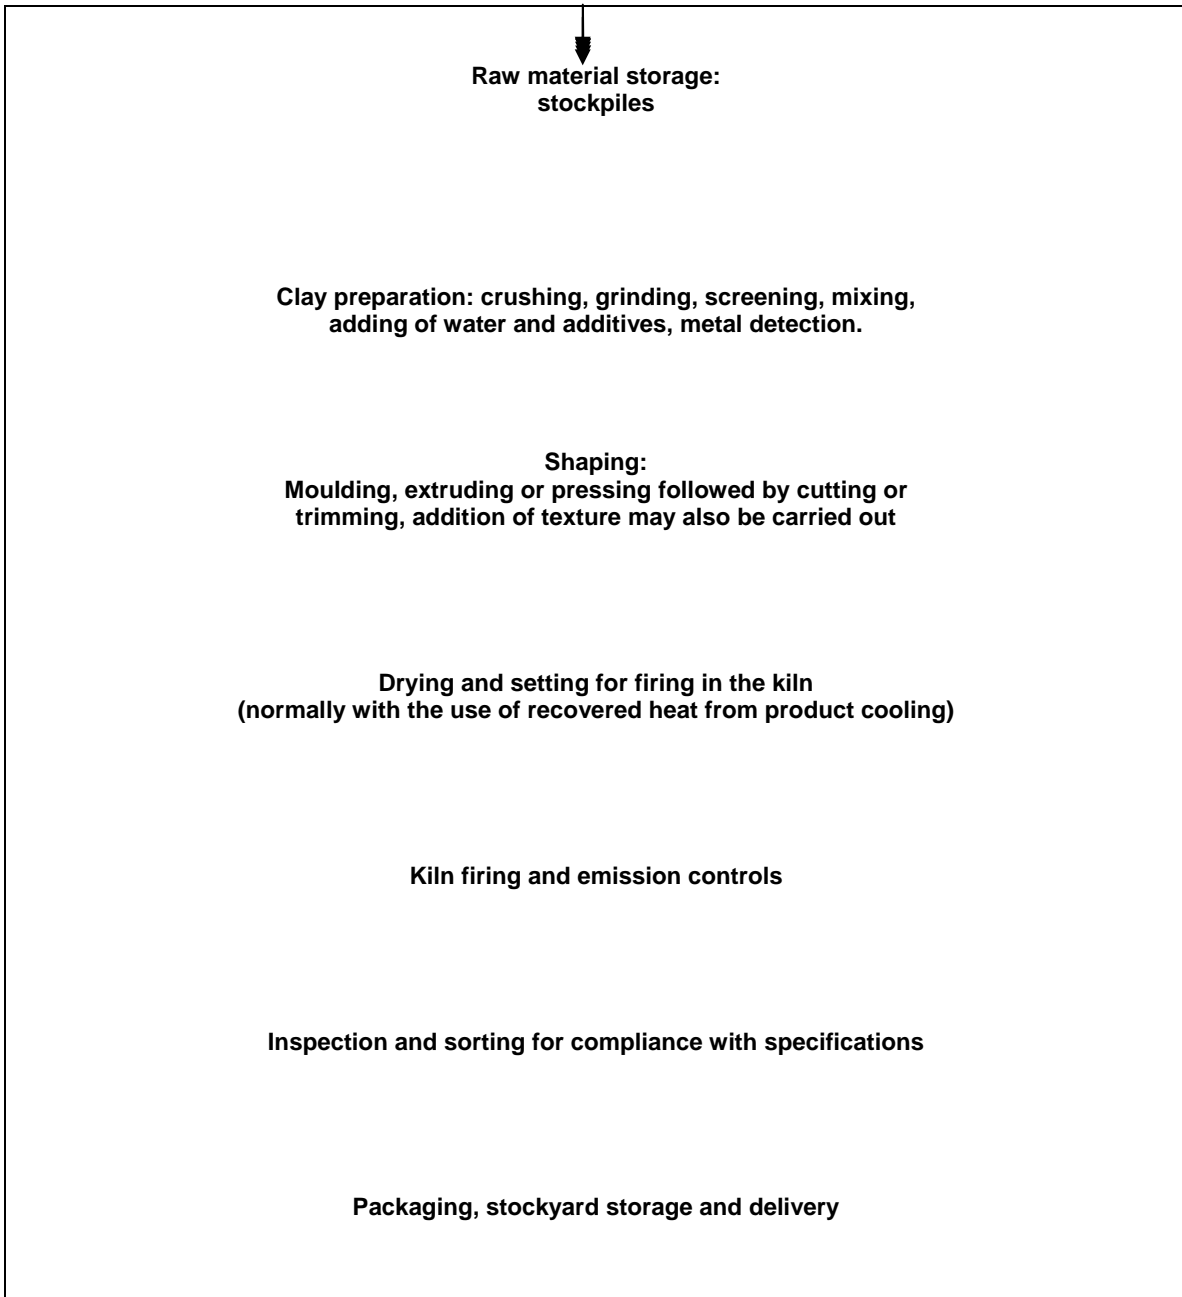 Raw material storage:
stockpiles
Clay preparation: crushing, grinding, screening, mixing,
adding of water and additives, metal detection.
Shaping:
Moulding, extruding or pressing followed by cutting or
trimming, addition of texture may also be carried out
Drying and setting for firing in the kiln
(normally with the use of recovered heat from product cooling)
Kiln firing and emission controls
Inspection and sorting for compliance with specifications
Packaging, stockyard storage and delivery